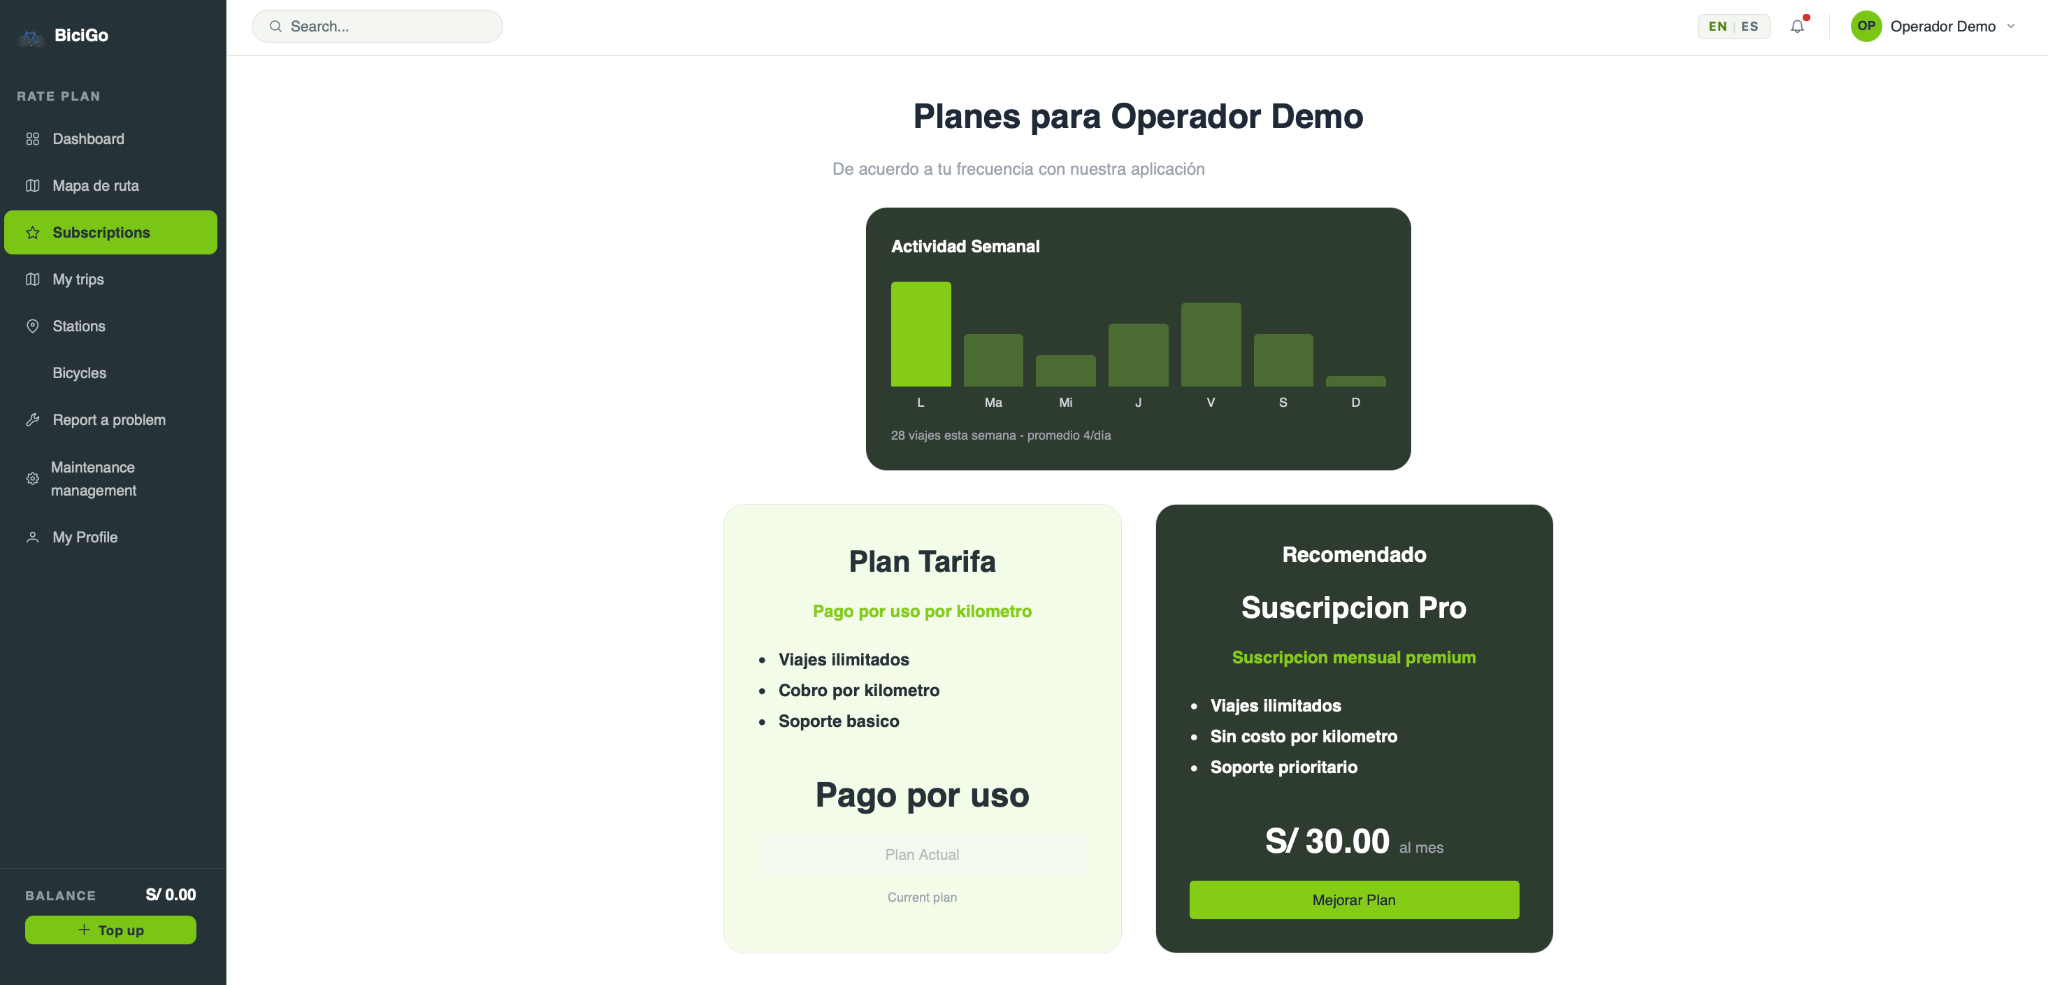 BiciGo
Search...
EN | ES
OP
Operador Demo
RATE PLAN
Dashboard
Mapa de ruta
Subscriptions
My trips
Stations
Bicycles
Report a problem
Maintenance
management
My Profile
BALANCE
S/ 0.00
+ Top up
Planes para Operador Demo
De acuerdo a tu frecuencia con nuestra aplicación
Actividad Semanal
L Ma Mi J V S D
28 viajes esta semana - promedio 4/día
Plan Tarifa
Pago por uso por kilometro
• Viajes ilimitados
• Cobro por kilometro
• Soporte basico
Pago por uso
Plan Actual
Current plan
Recomendado
Suscripcion Pro
Suscripcion mensual premium
• Viajes ilimitados
• Sin costo por kilometro
• Soporte prioritario
S/ 30.00 al mes
Mejorar Plan